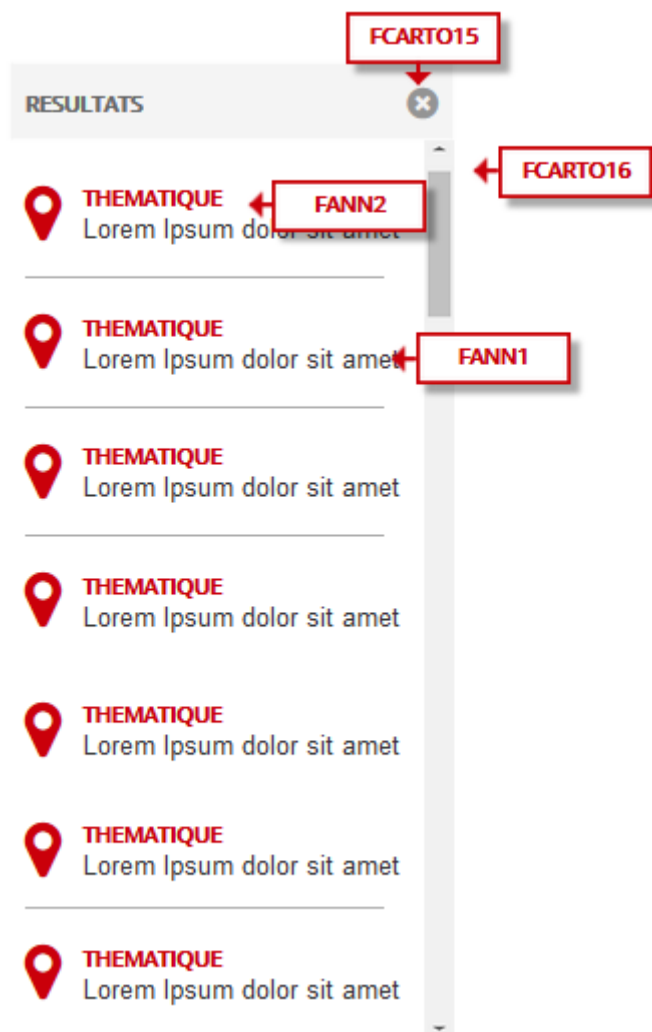 FCARTO15
RESULTATS
FCARTO16
THEMATIQUE
FANN2
Lorem Ipsum dolor sit amet
THEMATIQUE
Lorem Ipsum dolor sit amet
FANN1
THEMATIQUE
Lorem Ipsum dolor sit amet
THEMATIQUE
Lorem Ipsum dolor sit amet
THEMATIQUE
Lorem Ipsum dolor sit amet
THEMATIQUE
Lorem Ipsum dolor sit amet
THEMATIQUE
Lorem Ipsum dolor sit amet